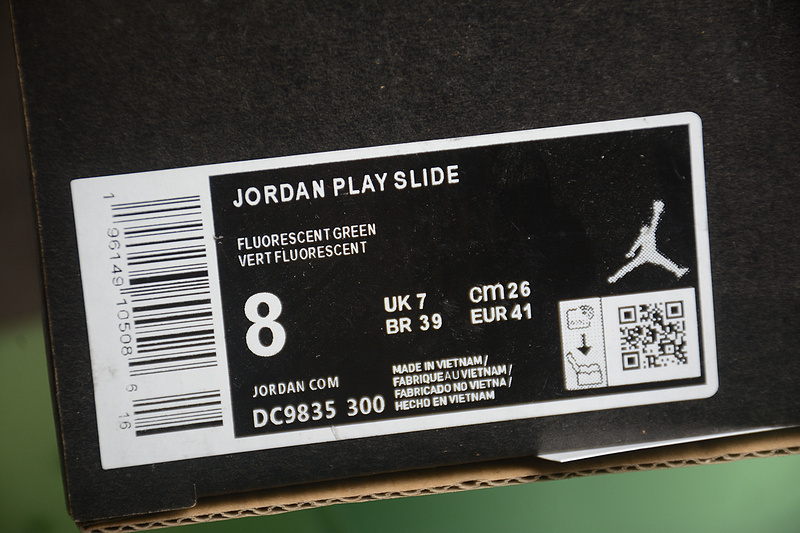 JORDAN PLAY SLIDE
FLUORESCENT GREEN
VERT FLUORESCENT
8
UK 7
BR 39
cm 26
EUR 41
JORDAN COM
DC9835 300
MADE IN VIETNAM /
FABRIQUE AU VIETNAM /
FABRICADO NO VIETNA /
HECHO EN VIETNAM
1 96149 10508 6 16